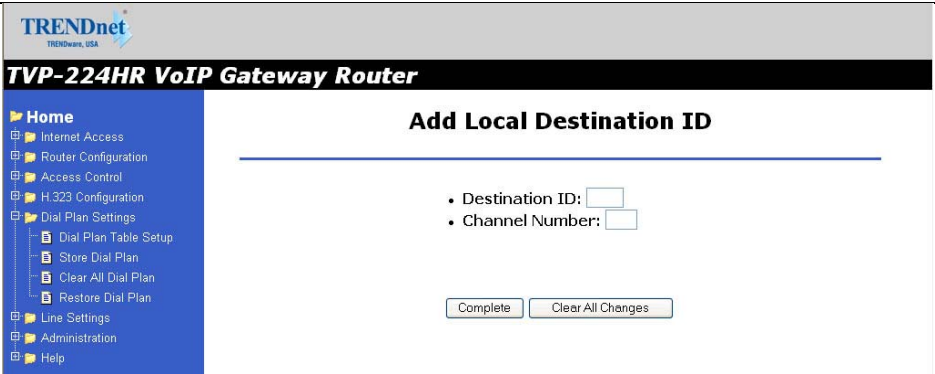 TRENDnet
TRENDware, USA
TVP-224HR VoIP Gateway Router
Home
Internet Access
Router Configuration
Access Control
H.323 Configuration
Dial Plan Settings
Dial Plan Table Setup
Store Dial Plan
Clear All Dial Plan
Restore Dial Plan
Line Settings
Administration
Help
Add Local Destination ID
• Destination ID:
• Channel Number:
Complete Clear All Changes